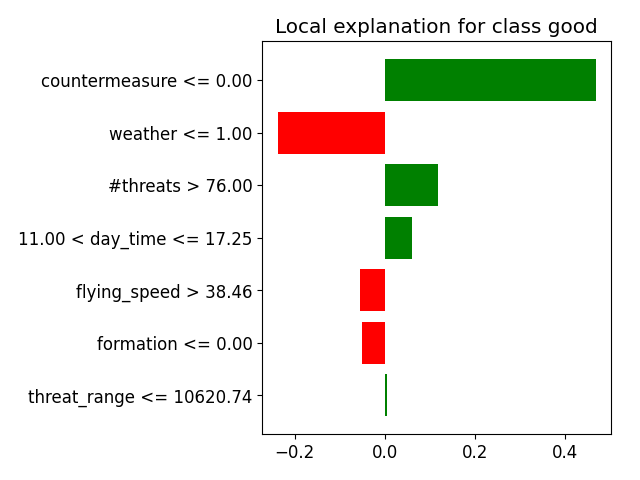 Local explanation for class good
countermeasure <= 0.00
weather <= 1.00
#threats > 76.00
11.00 < day_time <= 17.25
flying_speed > 38.46
formation <= 0.00
threat_range <= 10620.74
−0.2 0.0 0.2 0.4